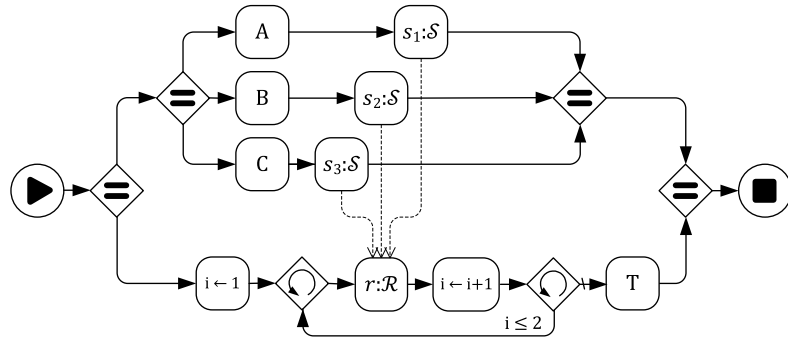 A
s₁:𝒮
B
s₂:𝒮
C
s₃:𝒮
i ← 1
r:ℛ
i ← i+1
T
i ≤ 2